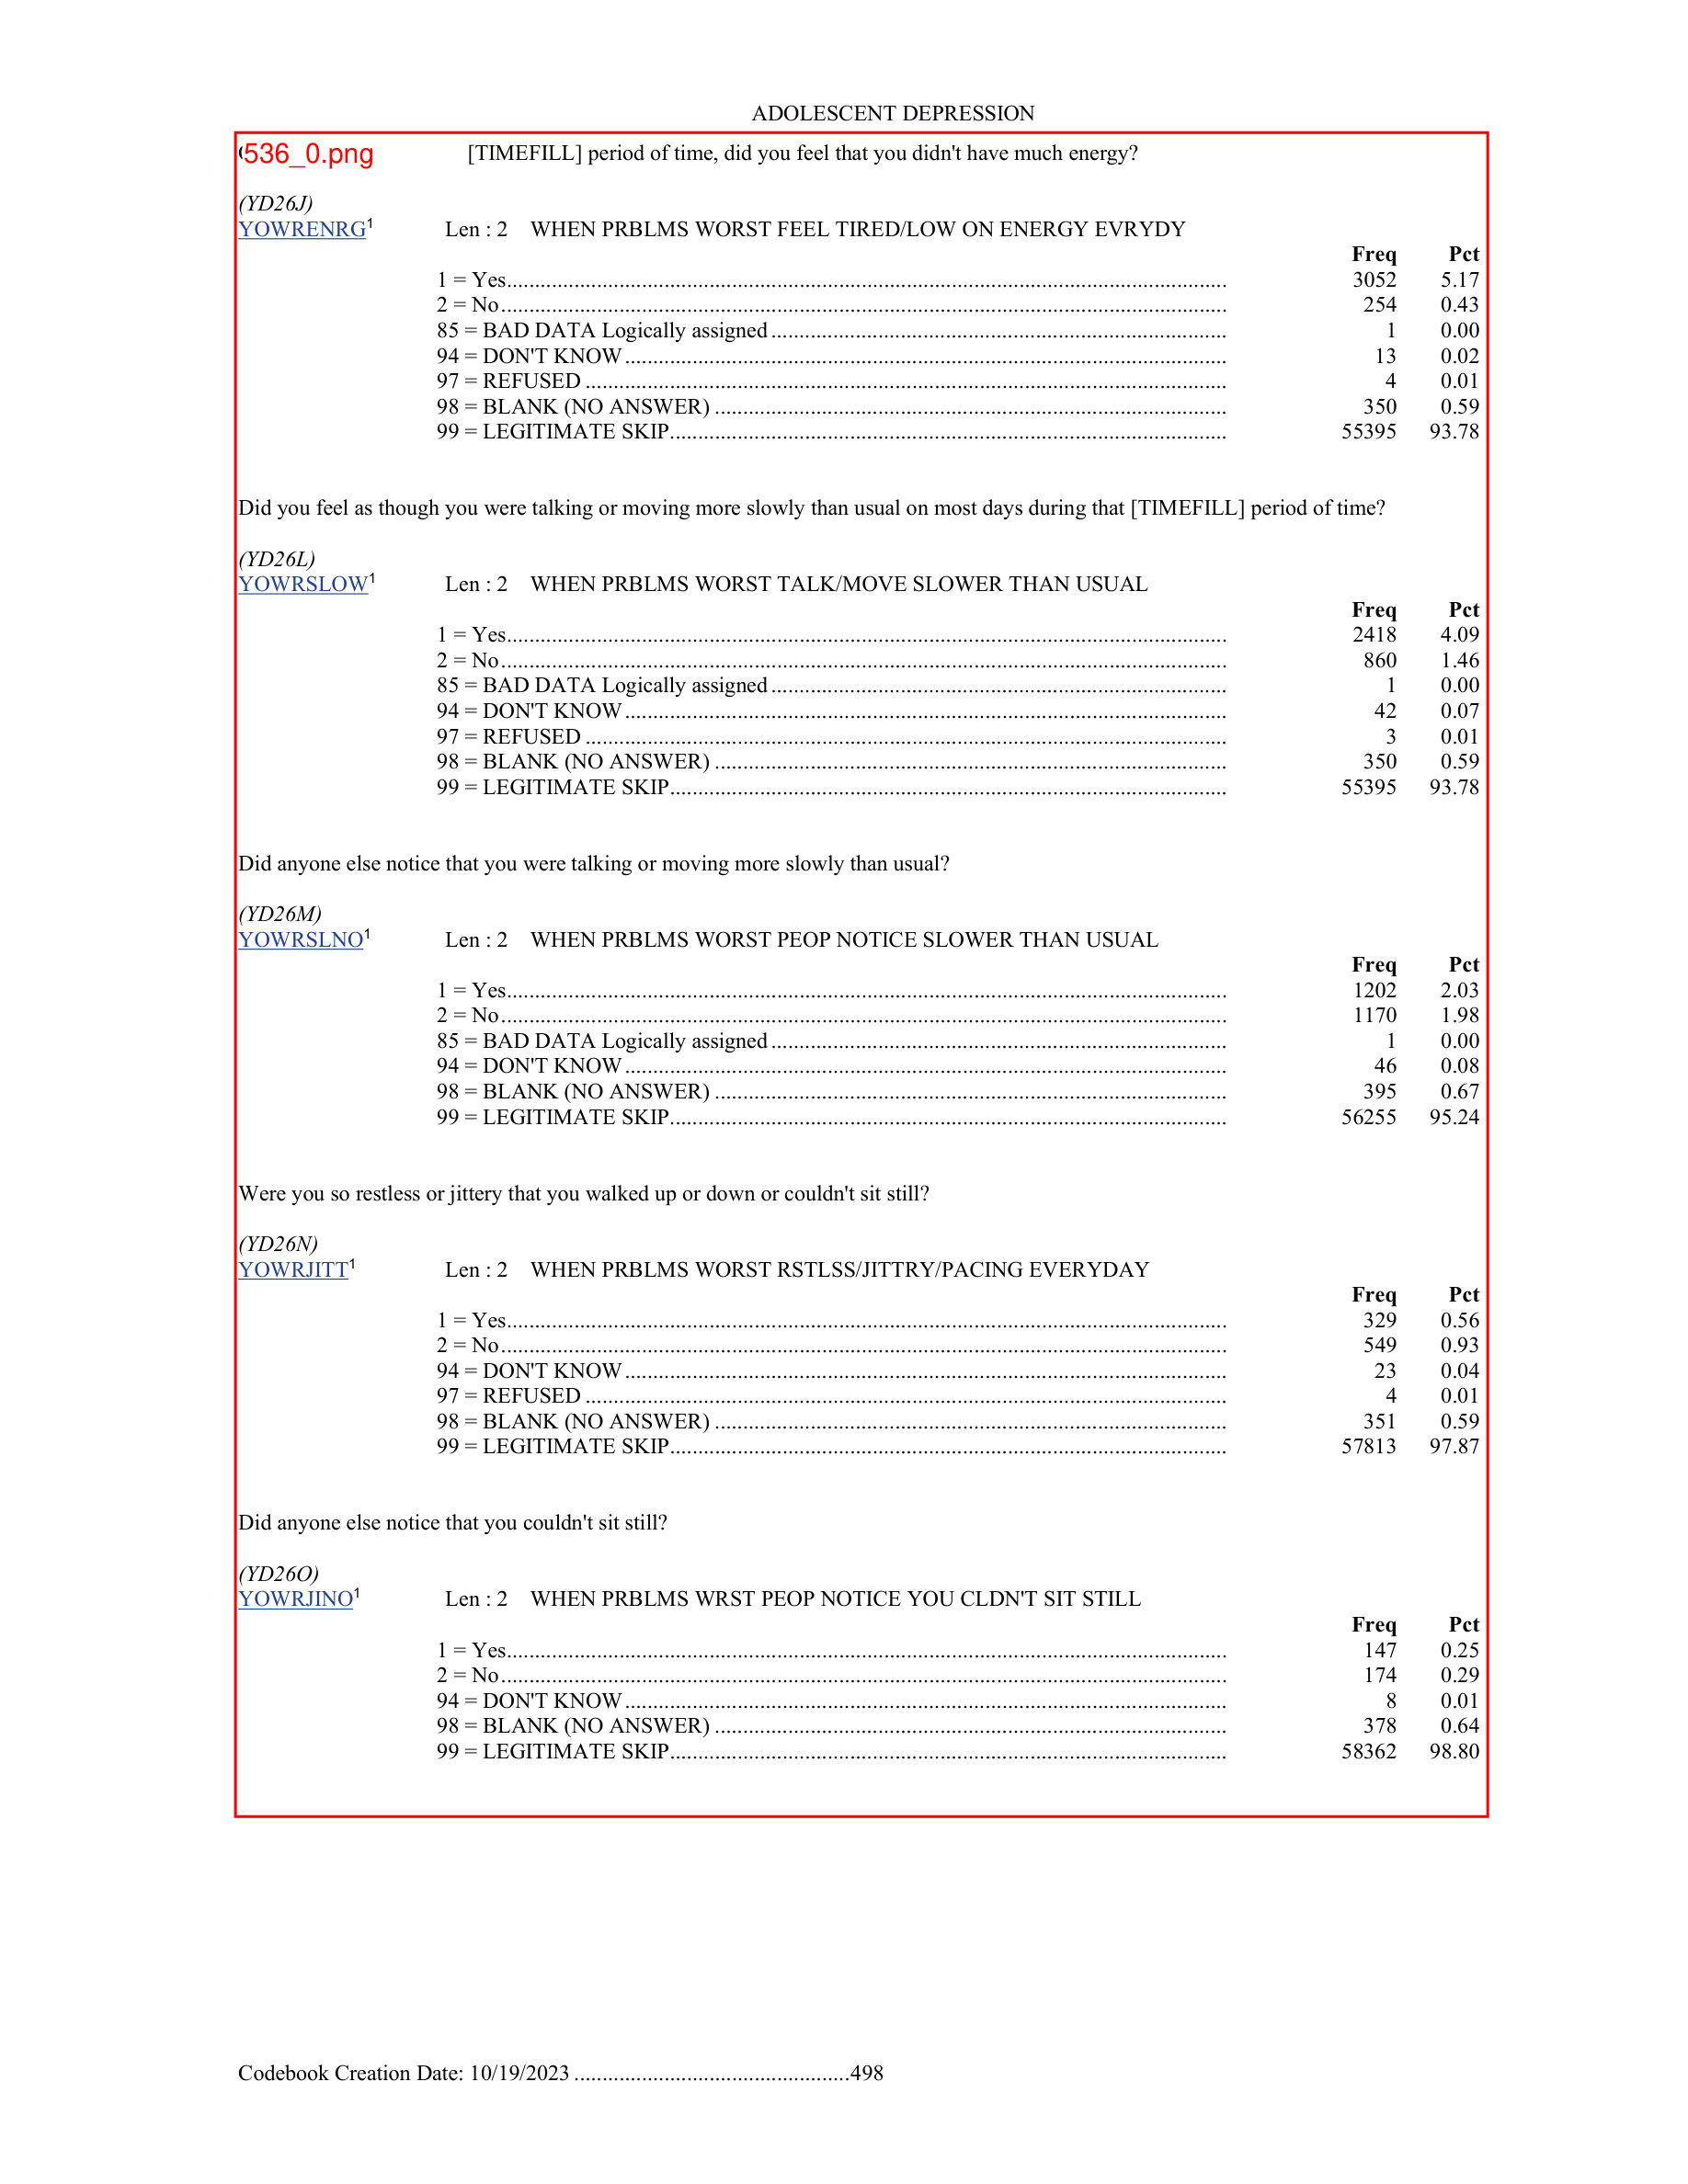 ADOLESCENT DEPRESSION
536_0.png [TIMEFILL] period of time, did you feel that you didn't have much energy?
(YD26J)
YOWRENRG1 Len : 2 WHEN PRBLMS WORST FEEL TIRED/LOW ON ENERGY EVRYDY
Freq Pct
1 = Yes 3052 5.17
2 = No 254 0.43
85 = BAD DATA Logically assigned 1 0.00
94 = DON'T KNOW 13 0.02
97 = REFUSED 4 0.01
98 = BLANK (NO ANSWER) 350 0.59
99 = LEGITIMATE SKIP 55395 93.78
Did you feel as though you were talking or moving more slowly than usual on most days during that [TIMEFILL] period of time?
(YD26L)
YOWRSLOW1 Len : 2 WHEN PRBLMS WORST TALK/MOVE SLOWER THAN USUAL
Freq Pct
1 = Yes 2418 4.09
2 = No 860 1.46
85 = BAD DATA Logically assigned 1 0.00
94 = DON'T KNOW 42 0.07
97 = REFUSED 3 0.01
98 = BLANK (NO ANSWER) 350 0.59
99 = LEGITIMATE SKIP 55395 93.78
Did anyone else notice that you were talking or moving more slowly than usual?
(YD26M)
YOWRSLNO1 Len : 2 WHEN PRBLMS WORST PEOP NOTICE SLOWER THAN USUAL
Freq Pct
1 = Yes 1202 2.03
2 = No 1170 1.98
85 = BAD DATA Logically assigned 1 0.00
94 = DON'T KNOW 46 0.08
98 = BLANK (NO ANSWER) 395 0.67
99 = LEGITIMATE SKIP 56255 95.24
Were you so restless or jittery that you walked up or down or couldn't sit still?
(YD26N)
YOWRJITT1 Len : 2 WHEN PRBLMS WORST RSTLSS/JITTRY/PACING EVERYDAY
Freq Pct
1 = Yes 329 0.56
2 = No 549 0.93
94 = DON'T KNOW 23 0.04
97 = REFUSED 4 0.01
98 = BLANK (NO ANSWER) 351 0.59
99 = LEGITIMATE SKIP 57813 97.87
Did anyone else notice that you couldn't sit still?
(YD26O)
YOWRJINO1 Len : 2 WHEN PRBLMS WRST PEOP NOTICE YOU CLDN'T SIT STILL
Freq Pct
1 = Yes 147 0.25
2 = No 174 0.29
94 = DON'T KNOW 8 0.01
98 = BLANK (NO ANSWER) 378 0.64
99 = LEGITIMATE SKIP 58362 98.80
Codebook Creation Date: 10/19/2023 498